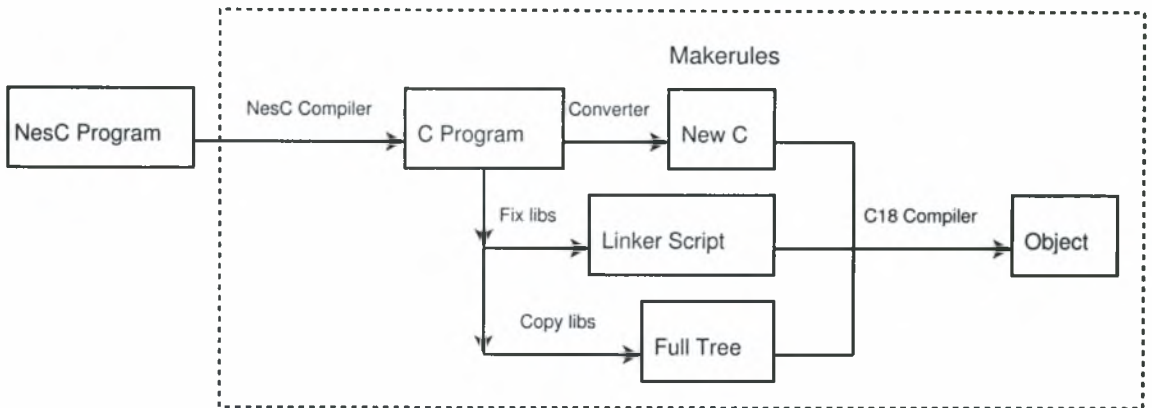 Makerules
NesC Program
NesC Compiler
C Program
Converter
New C
Fix libs
Linker Script
C18 Compiler
Object
Copy libs
Full Tree